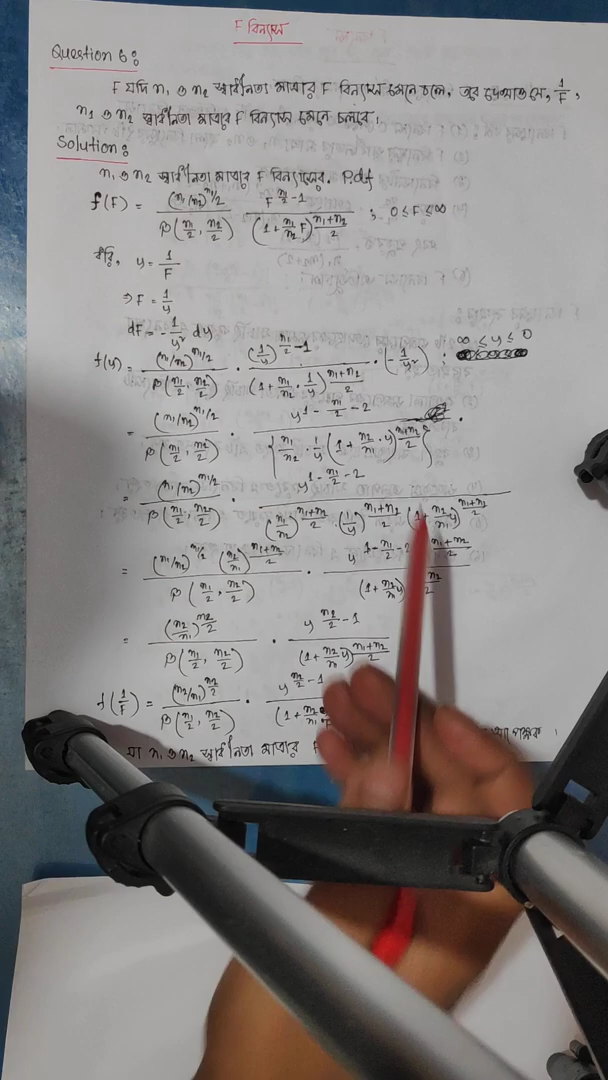 F বিন্যাস
Question 6:
F যদি n₁ ও n₂ স্বাধীনতা মাত্রার F বিন্যাস মেনে চলে, তবে দেখাও যে, 1/F,
n₁ ও n₂ স্বাধীনতা মাত্রার F বিন্যাস মেনে চলবে।
Solution:
n₁ ও n₂ স্বাধীনতা মাত্রার F বিন্যাসের, P.d.f
f(F) = (n₁/n₂)^(n₁/2) / β(n₁/2, n₂/2) · F^(n₁/2 - 1) / (1 + n₁/n₂ F)^((n₁+n₂)/2) ; 0 ≤ F ≤ ∞
ধরি, y = 1/F
⇒ F = 1/y
dF = -1/y² dy
f(y) = (n₁/n₂)^(n₁/2) / β(n₁/2, n₂/2) · (1/y)^(n₁/2 - 1) / (1 + n₁/n₂ · 1/y)^((n₁+n₂)/2) · (-1/y²) ; ∞ ≤ y ≤ 0
= (n₁/n₂)^(n₁/2) / β(n₁/2, n₂/2) · y^(1 - n₁/2 - 2) / {n₁/n₂ · 1/y (1 + n₂/n₁ · y)}^((n₁+n₂)/2)
= (n₁/n₂)^(n₁/2) / β(n₁/2, n₂/2) · y^(1 - n₁/2 - 2) / (n₁/n₂)^((n₁+n₂)/2) · (1/y)^((n₁+n₂)/2) (1 + n₂/n₁ y)^((n₁+n₂)/2)
= (n₁/n₂)^(n₁/2) (n₂/n₁)^((n₁+n₂)/2) / β(n₁/2, n₂/2) · y^(1 - n₁/2 - 2 (n₁+n₂)/2) / (1 + n₂/n₁ y)
= (n₂/n₁)^(n₂/2) / β(n₁/2, n₂/2) · y^(n₂/2 - 1) / (1 + n₂/n₁ y)^((n₁+n₂)/2)
f(1/F) = (n₂/n₁)^(n₂/2) / β(n₁/2, n₂/2) · y^(n₂/2 - 1) / (1 + n₂/n₁
যা n₁ ও n₂ স্বাধীনতা মাত্রার F